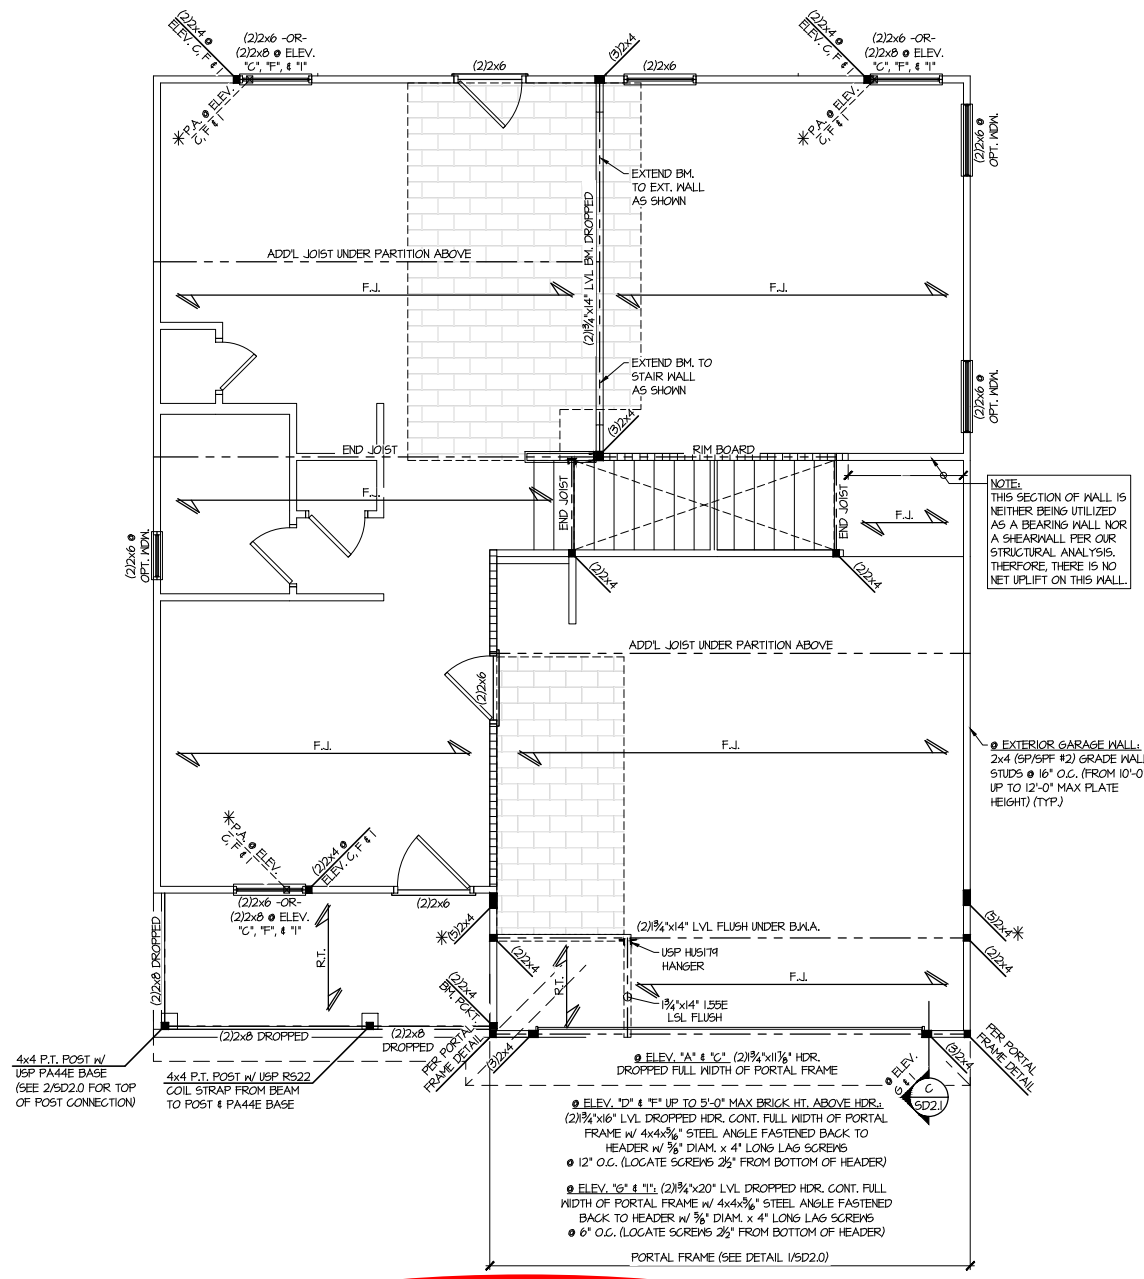 (2)2x4 @
ELEV. C, F & I
(2)2x6 -OR-
(2)2x8 @ ELEV.
"C", "F", & "I"
(2)2x6
(3)2x4
(2)2x6
(2)2x4 @
ELEV. C, F & I
(2)2x6 -OR-
(2)2x8 @ ELEV.
"C", "F", & "I"
P.A. @ ELEV.
C, F & I
P.A. @ ELEV.
C, F & I
(2)2x6 @
OPT. WDW.
EXTEND BM.
TO EXT. WALL
AS SHOWN
(2)1¾"x14" LVL BM. DROPPED
ADD'L JOIST UNDER PARTITION ABOVE
F.J.
F.J.
EXTEND BM. TO
STAIR WALL
AS SHOWN
(2)2x6 @
OPT. WDW.
(3)2x4
END JOIST
RIM BOARD
F.J.
END JOIST
END JOIST
F.J.
NOTE:
THIS SECTION OF WALL IS
NEITHER BEING UTILIZED
AS A BEARING WALL NOR
A SHEARWALL PER OUR
STRUCTURAL ANALYSIS.
THERFORE, THERE IS NO
NET UPLIFT ON THIS WALL.
(2)2x6 @
OPT. WDW.
(2)2x4
(2)2x4
ADD'L JOIST UNDER PARTITION ABOVE
(2)2x6
F.J.
F.J.
@ EXTERIOR GARAGE WALL:
2x4 (SP/SPF #2) GRADE WALL
STUDS @ 16" O.C. (FROM 10'-0
UP TO 12'-0" MAX PLATE
HEIGHT) (TYP.)
P.A. @ ELEV.
C, F & I
(2)2x4 @
ELEV. C, F & I
(2)2x6 -OR-
(2)2x8 @ ELEV.
"C", "F", & "I"
(2)2x6
(5)2x4
(2)1¾"x14" LVL FLUSH UNDER B.W.A.
(5)2x4
(2)2x8 DROPPED
R.T.
(2)2x4
USP HUS179
HANGER
(2)2x4
R.T.
F.J.
(2)2x4
BM. PCKT.
1¾"x14" 1.55E
LSL FLUSH
(2)2x8 DROPPED
(2)2x8
DROPPED
PER PORTAL
FRAME DETAIL
(3)2x4
(3)2x4
PER PORTAL
FRAME DETAIL
4x4 P.T. POST W/
USP PA44E BASE
(SEE 2/SD2.0 FOR TOP
OF POST CONNECTION)
4x4 P.T. POST W/ USP RS22
COIL STRAP FROM BEAM
TO POST & PA44E BASE
@ ELEV. "A" & "C" (2)1¾"x11⅞" HDR.
DROPPED FULL WIDTH OF PORTAL FRAME
@ ELEV.
G & I
C
SD2.1
@ ELEV. "D" & "F" UP TO 5'-0" MAX BRICK HT. ABOVE HDR.:
(2)1¾"x16" LVL DROPPED HDR. CONT. FULL WIDTH OF PORTAL
FRAME W/ 4x4x5/16" STEEL ANGLE FASTENED BACK TO
HEADER W/ ⅝" DIAM. x 4" LONG LAG SCREWS
@ 12" O.C. (LOCATE SCREWS 2½" FROM BOTTOM OF HEADER)
@ ELEV. "G" & "I": (2)1¾"x20" LVL DROPPED HDR. CONT. FULL
WIDTH OF PORTAL FRAME W/ 4x4x5/16" STEEL ANGLE FASTENED
BACK TO HEADER W/ ⅝" DIAM. x 4" LONG LAG SCREWS
@ 6" O.C. (LOCATE SCREWS 2½" FROM BOTTOM OF HEADER)
PORTAL FRAME (SEE DETAIL 1/SD2.0)